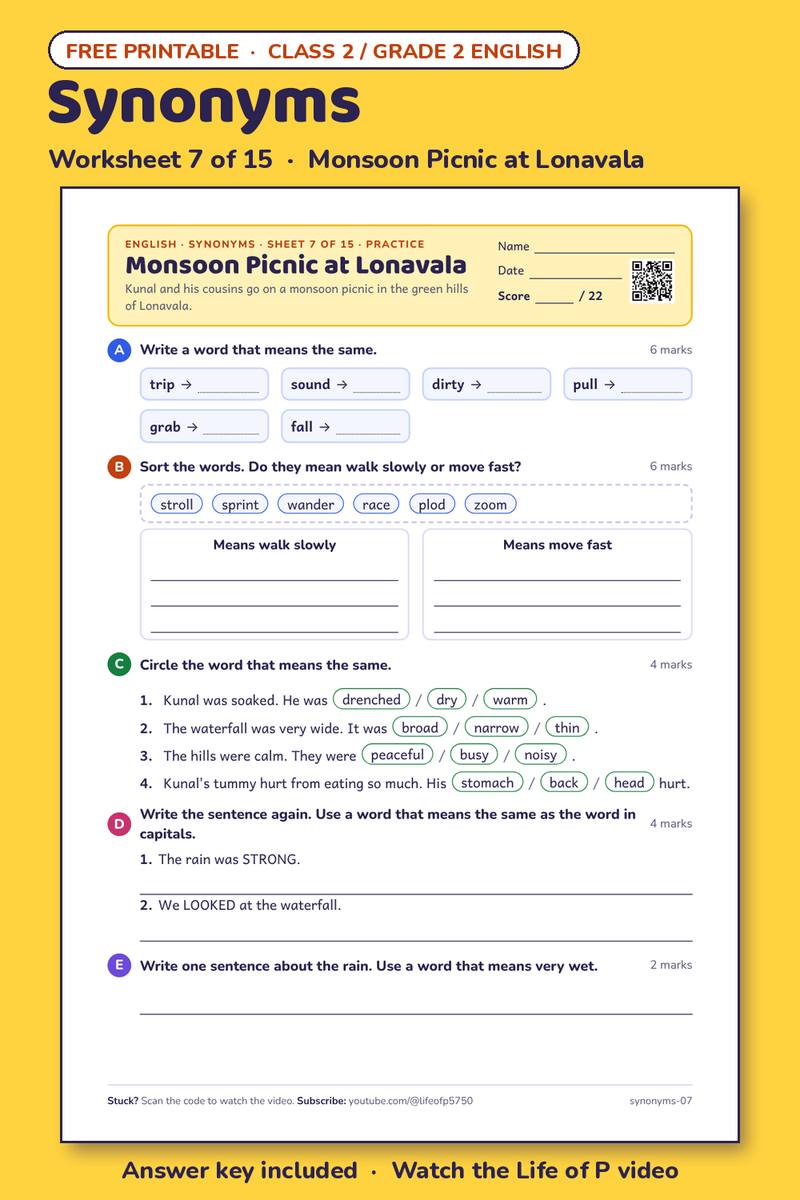 FREE PRINTABLE · CLASS 2 / GRADE 2 ENGLISH
Synonyms
Worksheet 7 of 15 · Monsoon Picnic at Lonavala
ENGLISH · SYNONYMS · SHEET 7 OF 15 · PRACTICE
Monsoon Picnic at Lonavala
Kunal and his cousins go on a monsoon picnic in the green hills
of Lonavala.
Name
Date
Score / 22
A Write a word that means the same. 6 marks
trip → sound → dirty → pull →
grab → fall →
B Sort the words. Do they mean walk slowly or move fast? 6 marks
stroll sprint wander race plod zoom
Means walk slowly Means move fast
C Circle the word that means the same. 4 marks
1. Kunal was soaked. He was drenched / dry / warm .
2. The waterfall was very wide. It was broad / narrow / thin .
3. The hills were calm. They were peaceful / busy / noisy .
4. Kunal's tummy hurt from eating so much. His stomach / back / head hurt.
D Write the sentence again. Use a word that means the same as the word in
capitals. 4 marks
1. The rain was STRONG.
2. We LOOKED at the waterfall.
E Write one sentence about the rain. Use a word that means very wet. 2 marks
Stuck? Scan the code to watch the video. Subscribe: youtube.com/@lifeofp5750 synonyms-07
Answer key included · Watch the Life of P video